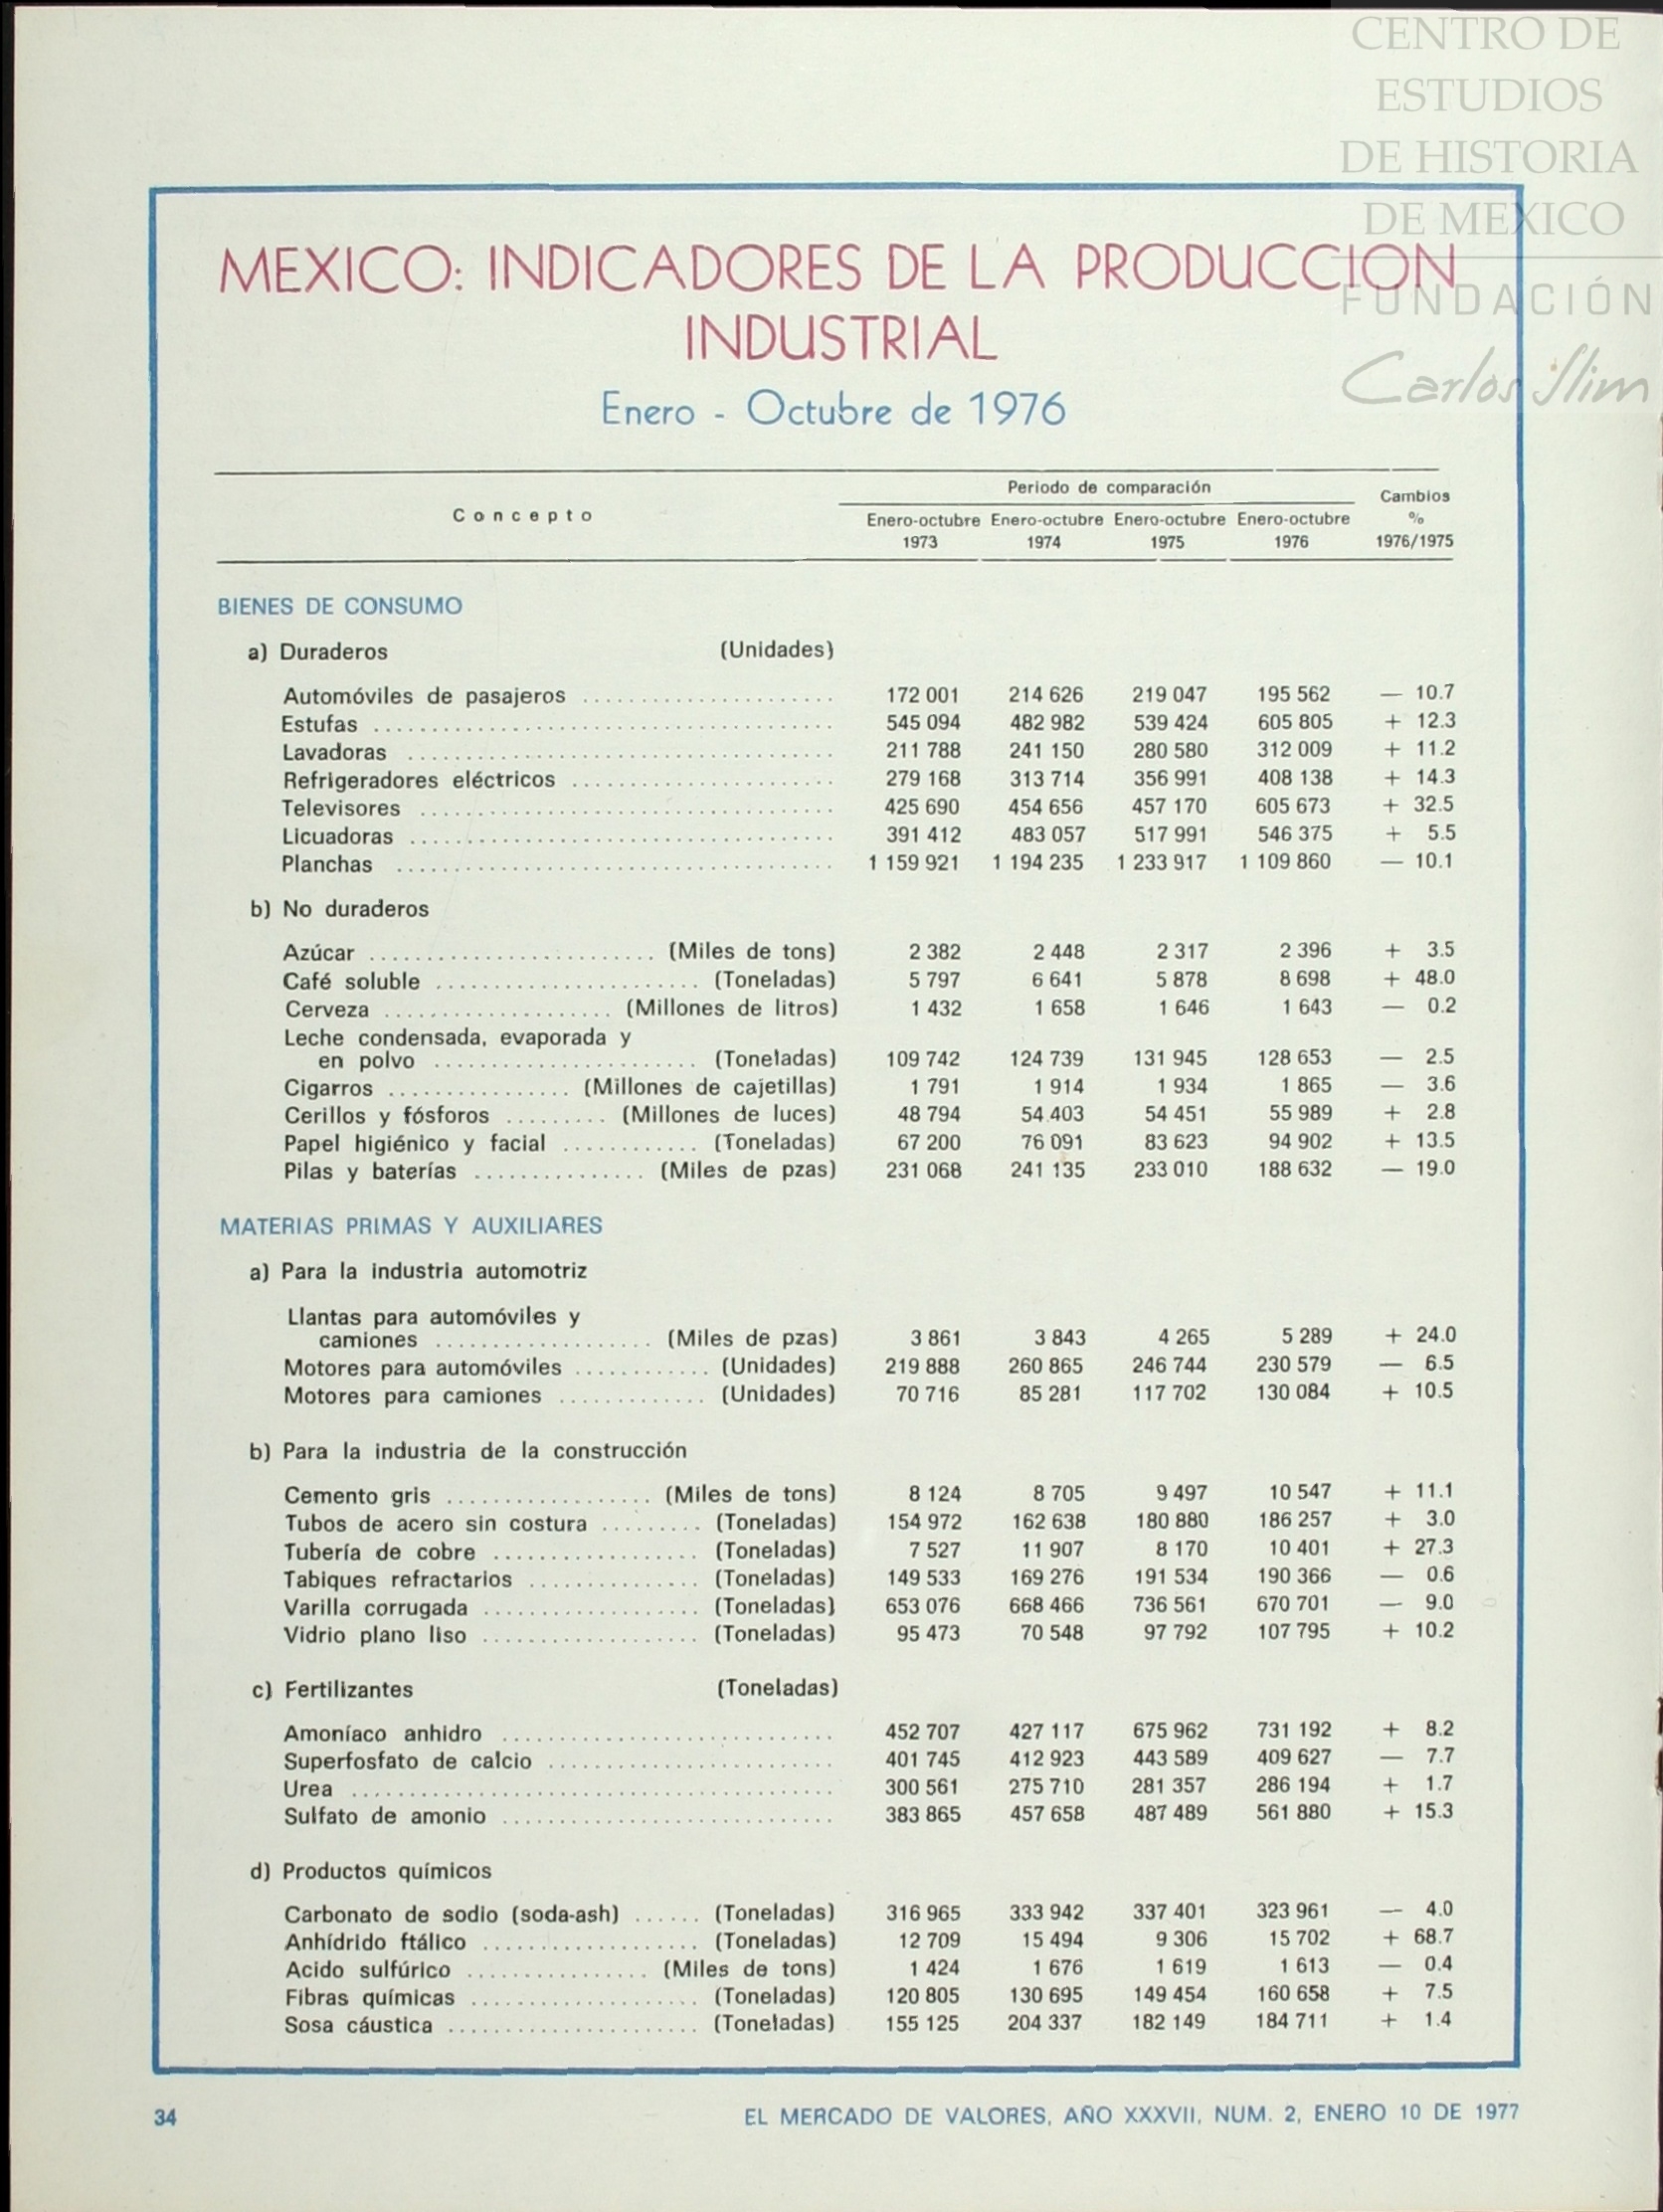 CENTRO DE
ESTUDIOS
DE HISTORIA
DE MEXICO
FUNDACIÓN
Carlos Slim
MEXICO: INDICADORES DE LA PRODUCCION
INDUSTRIAL
Enero - Octubre de 1976
Concepto Periodo de comparación Cambios
Enero-octubre Enero-octubre Enero-octubre Enero-octubre %
1973 1974 1975 1976 1976/1975
BIENES DE CONSUMO
a) Duraderos (Unidades)
Automóviles de pasajeros ...................... 172 001 214 626 219 047 195 562 — 10.7
Estufas ........................................ 545 094 482 982 539 424 605 805 + 12.3
Lavadoras ..................................... 211 788 241 150 280 580 312 009 + 11.2
Refrigeradores eléctricos ....................... 279 168 313 714 356 991 408 138 + 14.3
Televisores .................................... 425 690 454 656 457 170 605 673 + 32.5
Licuadoras ..................................... 391 412 483 057 517 991 546 375 + 5.5
Planchas ...................................... 1 159 921 1 194 235 1 233 917 1 109 860 — 10.1
b) No duraderos
Azúcar ......................... (Miles de tons) 2 382 2 448 2 317 2 396 + 3.5
Café soluble ....................... (Toneladas) 5 797 6 641 5 878 8 698 + 48.0
Cerveza .................... (Millones de litros) 1 432 1 658 1 646 1 643 — 0.2
Leche condensada, evaporada y
en polvo ....................... (Toneladas) 109 742 124 739 131 945 128 653 — 2.5
Cigarros ................ (Millones de cajetillas) 1 791 1 914 1 934 1 865 — 3.6
Cerillos y fósforos ......... (Millones de luces) 48 794 54 403 54 451 55 989 + 2.8
Papel higiénico y facial ............ (Toneladas) 67 200 76 091 83 623 94 902 + 13.5
Pilas y baterías ............... (Miles de pzas) 231 068 241 135 233 010 188 632 — 19.0
MATERIAS PRIMAS Y AUXILIARES
a) Para la industria automotriz
Llantas para automóviles y
camiones ................... (Miles de pzas) 3 861 3 843 4 265 5 289 + 24.0
Motores para automóviles ............ (Unidades) 219 888 260 865 246 744 230 579 — 6.5
Motores para camiones ............. (Unidades) 70 716 85 281 117 702 130 084 + 10.5
b) Para la industria de la construcción
Cemento gris .................. (Miles de tons) 8 124 8 705 9 497 10 547 + 11.1
Tubos de acero sin costura ......... (Toneladas) 154 972 162 638 180 880 186 257 + 3.0
Tubería de cobre .................. (Toneladas) 7 527 11 907 8 170 10 401 + 27.3
Tabiques refractarios ............... (Toneladas) 149 533 169 276 191 534 190 366 — 0.6
Varilla corrugada ................... (Toneladas) 653 076 668 466 736 561 670 701 — 9.0
Vidrio plano liso ................... (Toneladas) 95 473 70 548 97 792 107 795 + 10.2
c) Fertilizantes (Toneladas)
Amoníaco anhidro ............................. 452 707 427 117 675 962 731 192 + 8.2
Superfosfato de calcio ......................... 401 745 412 923 443 589 409 627 — 7.7
Urea .......................................... 300 561 275 710 281 357 286 194 + 1.7
Sulfato de amonio ............................. 383 865 457 658 487 489 561 880 + 15.3
d) Productos químicos
Carbonato de sodio (soda-ash) ...... (Toneladas) 316 965 333 942 337 401 323 961 — 4.0
Anhídrido ftálico ................... (Toneladas) 12 709 15 494 9 306 15 702 + 68.7
Acido sulfúrico ................ (Miles de tons) 1 424 1 676 1 619 1 613 — 0.4
Fibras químicas .................... (Toneladas) 120 805 130 695 149 454 160 658 + 7.5
Sosa cáustica ...................... (Toneladas) 155 125 204 337 182 149 184 711 + 1.4
34 EL MERCADO DE VALORES, AÑO XXXVII, NUM. 2, ENERO 10 DE 1977